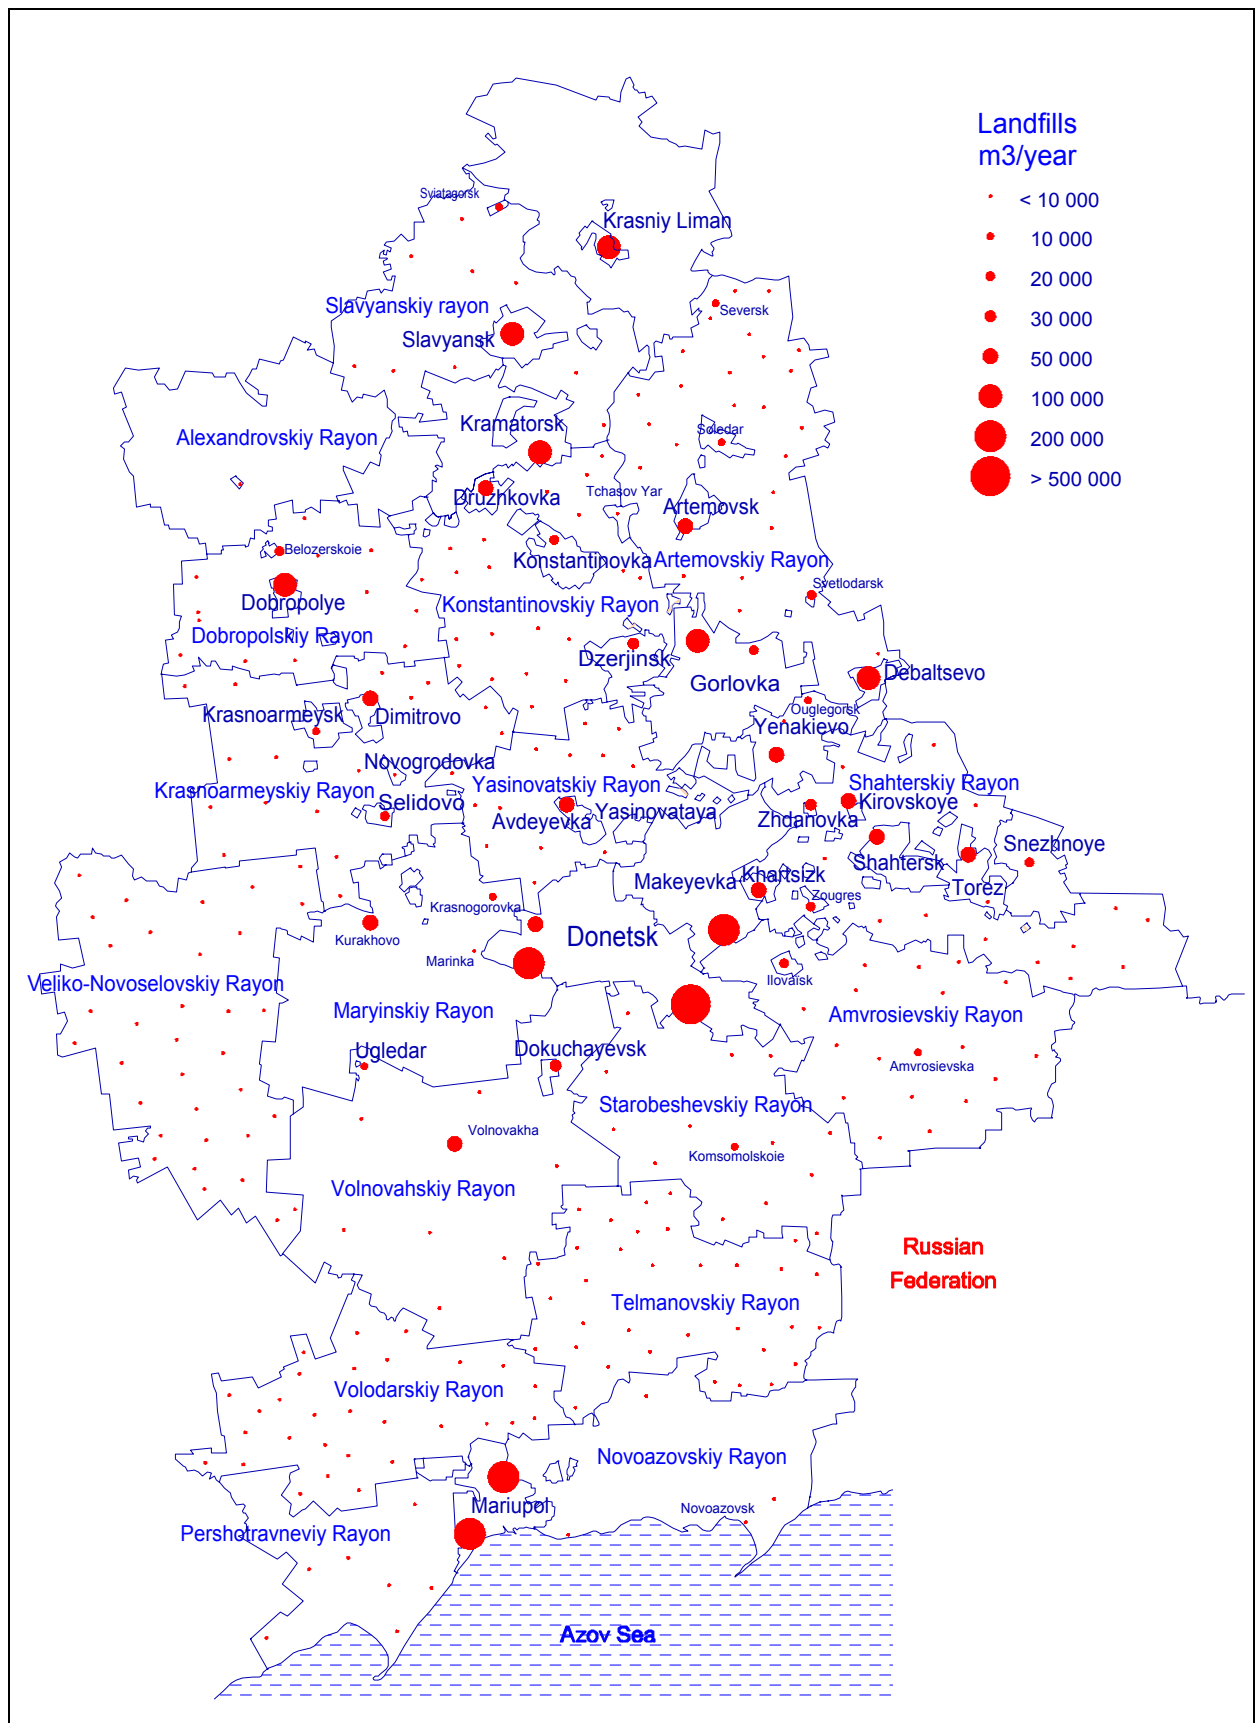 Landfills
m3/year
< 10 000
10 000
20 000
30 000
50 000
100 000
200 000
> 500 000
Sviatagorsk
Krasniy Liman
Slavyanskiy rayon
Seversk
Slavyansk
Kramatorsk
Alexandrovskiy Rayon
Soledar
Druzhkovka
Tchasov Yar
Artemovsk
Belozerskoie
Konstantinovka
Artemovskiy Rayon
Svetlodarsk
Dobropolye
Konstantinovskiy Rayon
Dobropolskiy Rayon
Dzerjinsk
Gorlovka
Debaltsevo
Ouglegorsk
Krasnoarmeysk
Dimitrovo
Yenakievo
Novogrodovka
Krasnoarmeyskiy Rayon
Yasinovatskiy Rayon
Shahterskiy Rayon
Selidovo
Avdeyevka
Yasinovataya
Zhdanovka
Kirovskoye
Shahtersk
Snezhnoye
Makeyevka
Khartsizk
Torez
Krasnogorovka
Zougres
Kurakhovo
Donetsk
Marinka
Ilovaïsk
Veliko-Novoselovskiy Rayon
Maryinskiy Rayon
Amvrosievskiy Rayon
Ugledar
Dokuchayevsk
Amvrosievska
Starobeshevskiy Rayon
Volnovakha
Komsomolskoie
Volnovahskiy Rayon
Russian
Federation
Telmanovskiy Rayon
Volodarskiy Rayon
Novoazovskiy Rayon
Mariupol
Novoazovsk
Pershotravneviy Rayon
Azov Sea